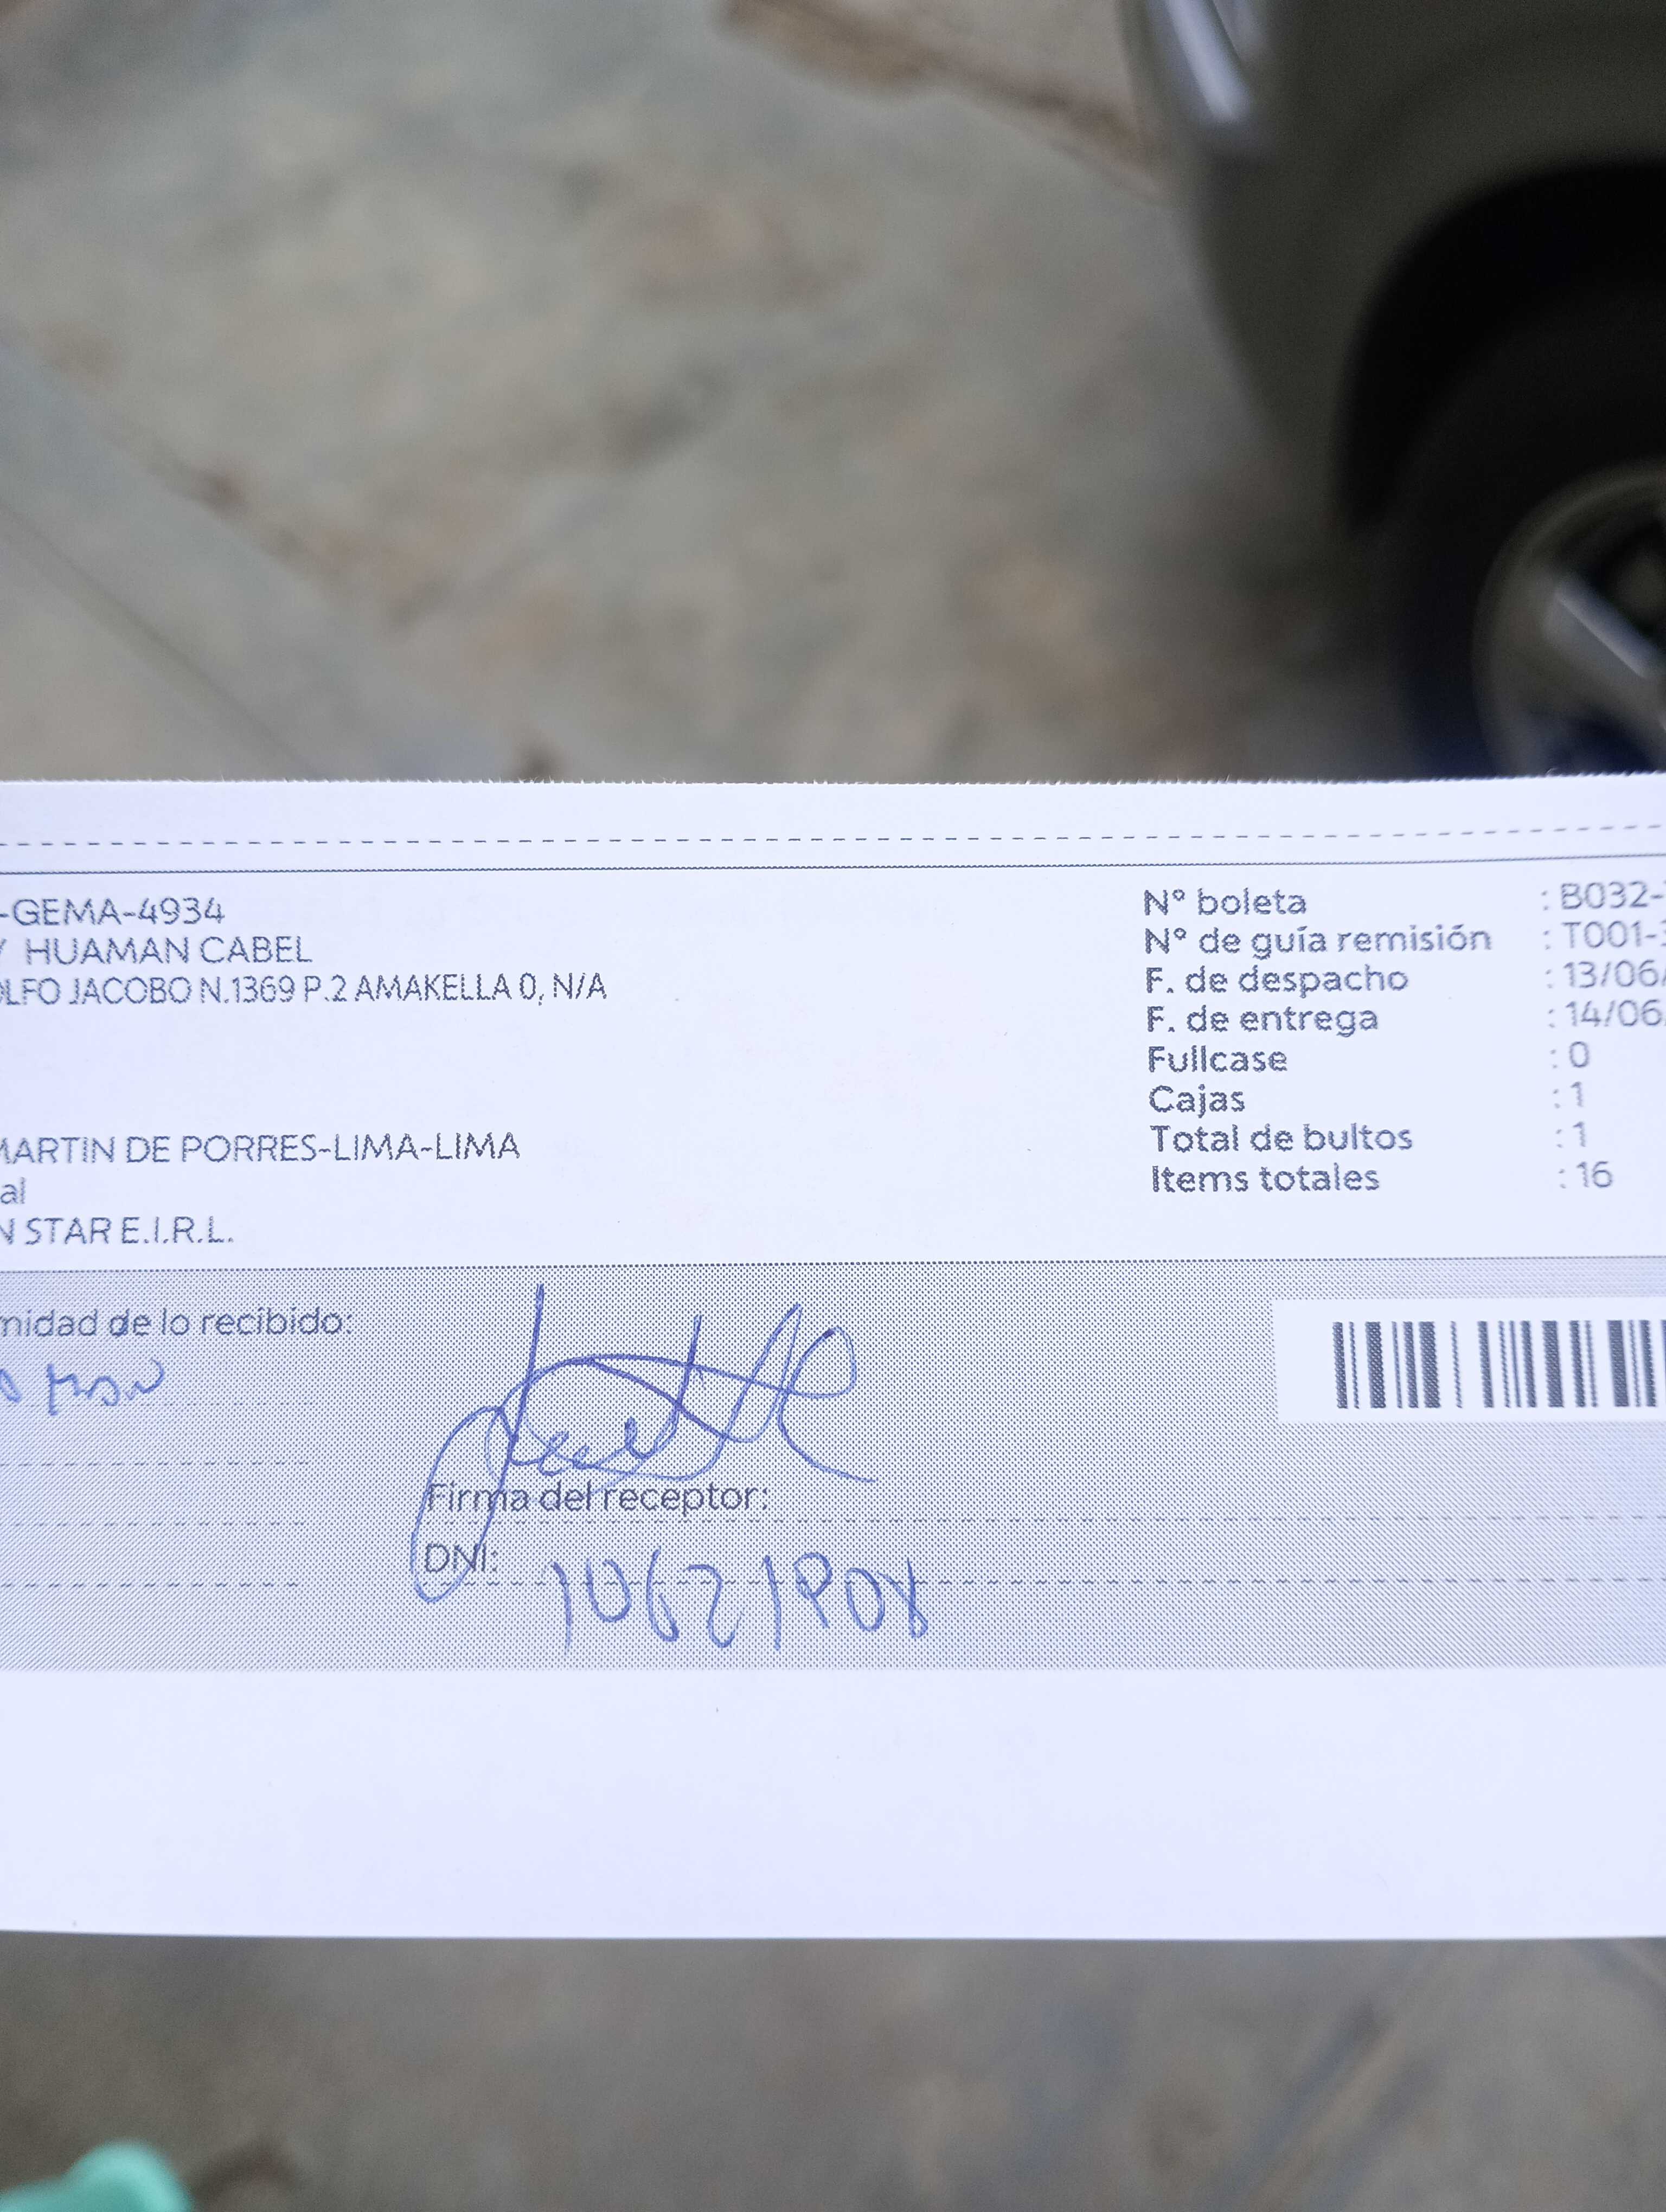 -GEMA-4934
Y HUAMAN CABEL
OLFO JACOBO N.1369 P.2 AMAKELLA 0, N/A
MARTIN DE PORRES-LIMA-LIMA
al
N STAR E.I.R.L.
Nº boleta : B032-
Nº de guía remisión : T001-
F. de despacho : 13/06/
F. de entrega : 14/06
Fullcase : 0
Cajas : 1
Total de bultos : 1
Items totales : 16
midad de lo recibido:
Firma del receptor:
DNI: 10621908